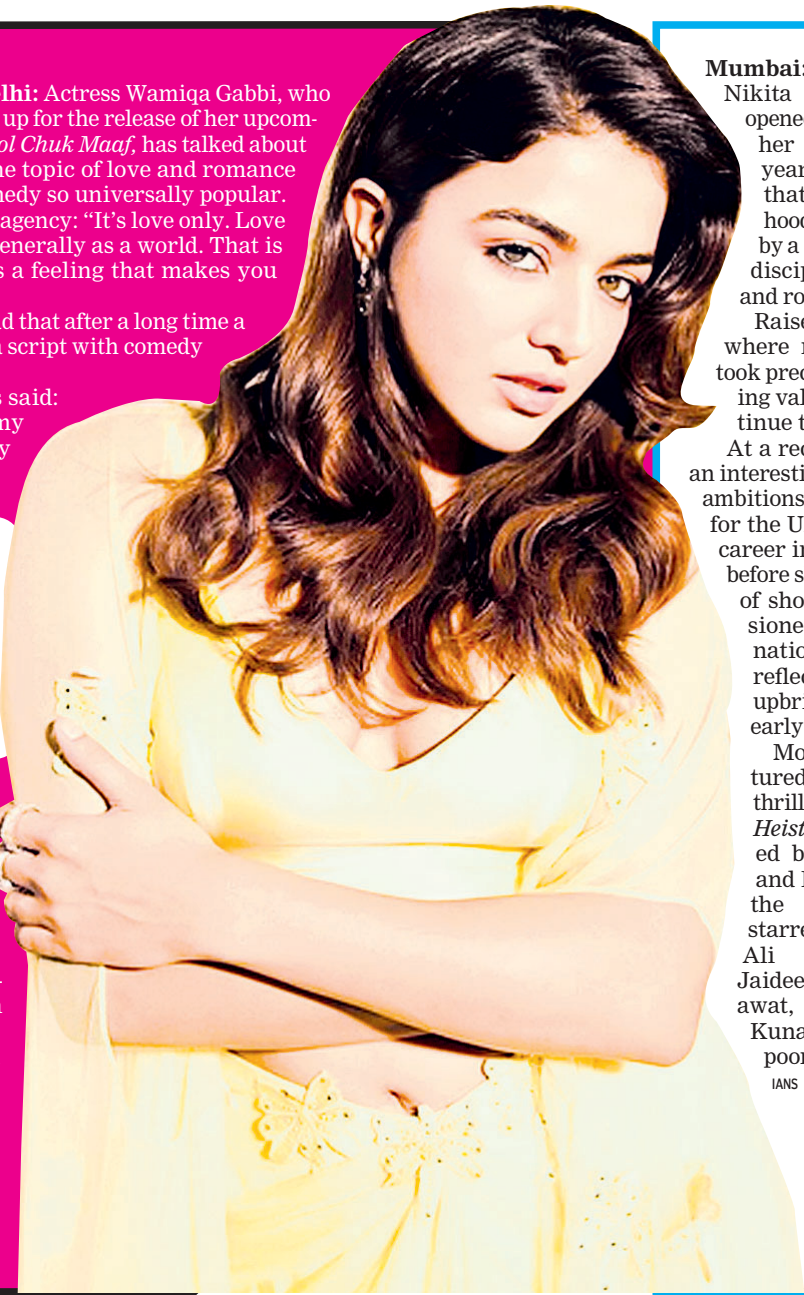 lhi: Actress Wamiqa Gabbi, who
up for the release of her upcom-
ol Chuk Maaf, has talked about
ne topic of love and romance
nedy so universally popular.
agency: “It’s love only. Love
enerally as a world. That is
s a feeling that makes you
d that after a long time a
script with comedy
s said:
my
y
Mumbai:
Nikita
opene
her
year
that
hood
by a
discip
and ro
Raise
where r
took prec
ing val
tinue t
At a rec
an interesti
ambitions
for the U
career in
before s
of sho
sione
natio
reflec
upbri
early
Mo
tured
thrill
Heist
ed b
and
the
starre
Ali
Jaidee
awat,
Kuna
poor
IANS